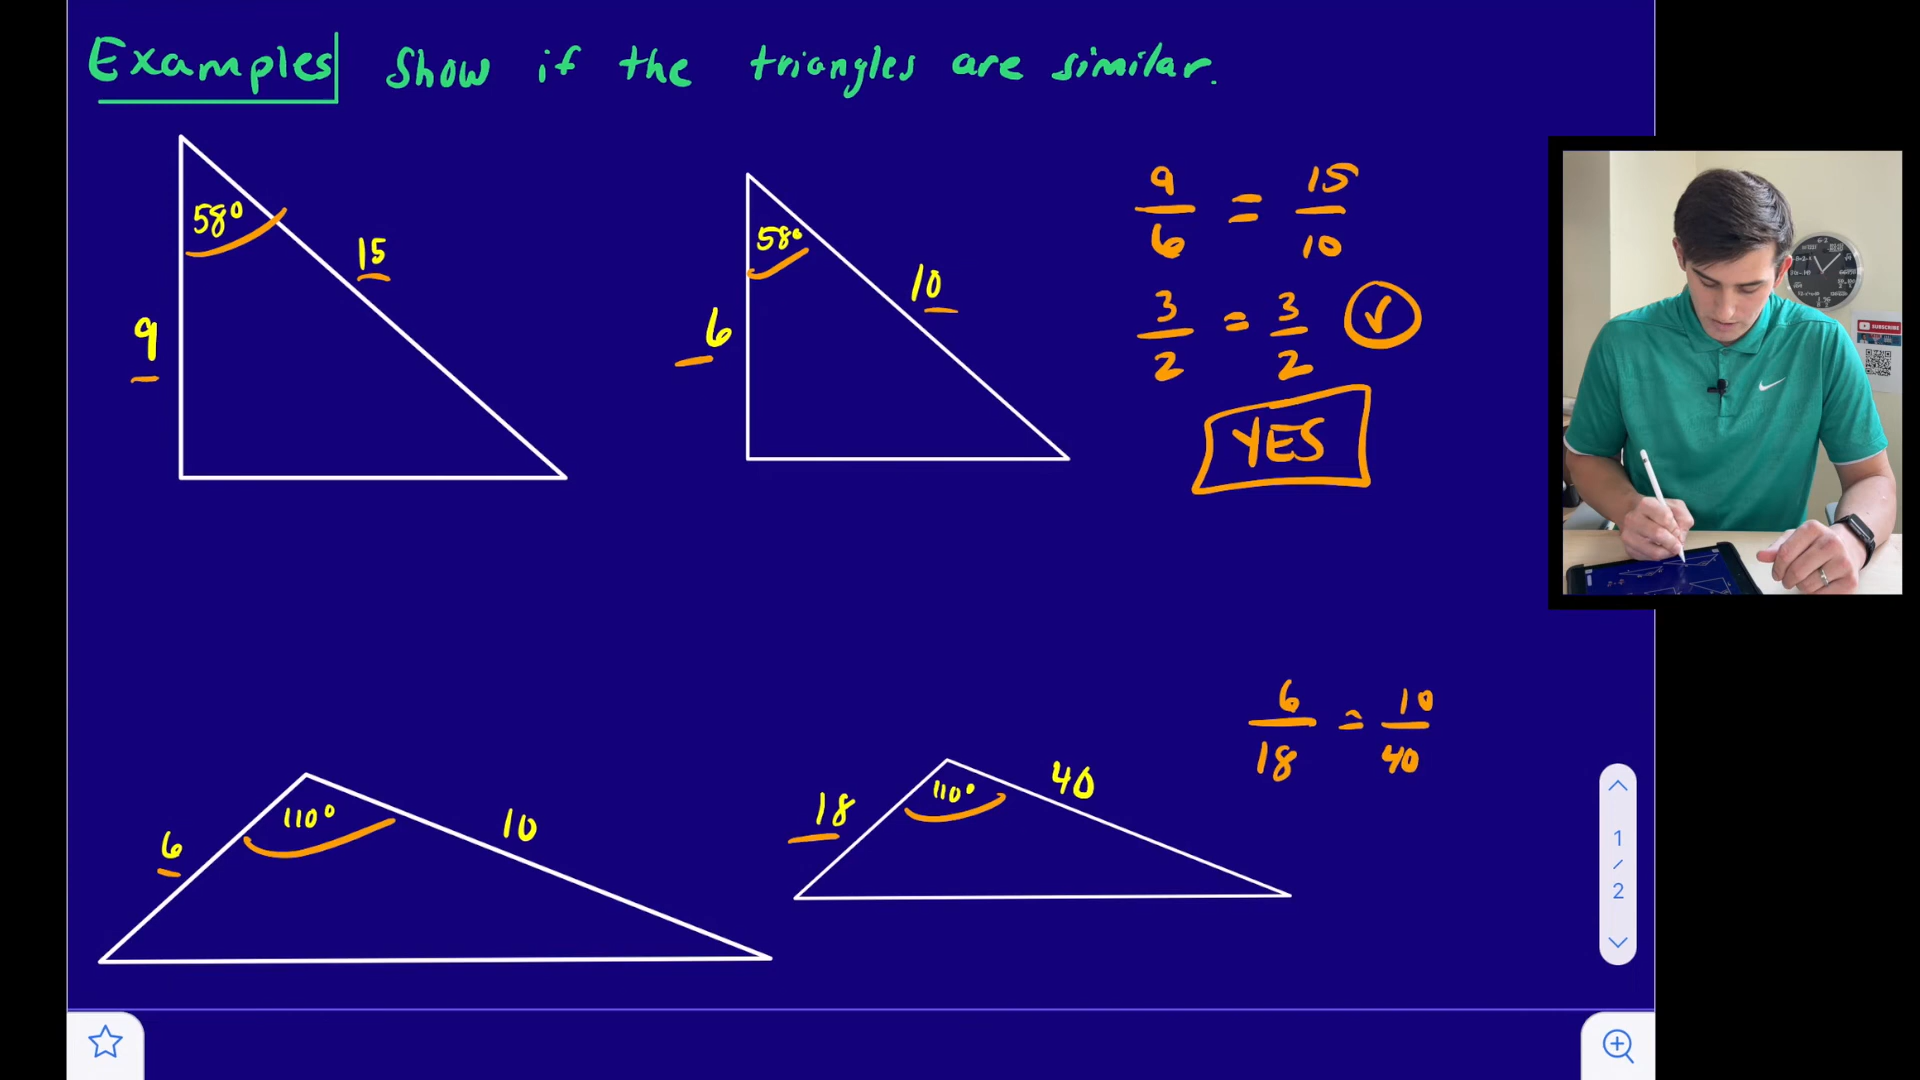 Examples Show if the triangles are similar.
58°
15
9
58°
10
6
9/6 = 15/10
3/2 = 3/2 ✓
YES
SUBSCRIBE
6/18 = 10/40
110°
6
10
110°
18
40
1
/
2